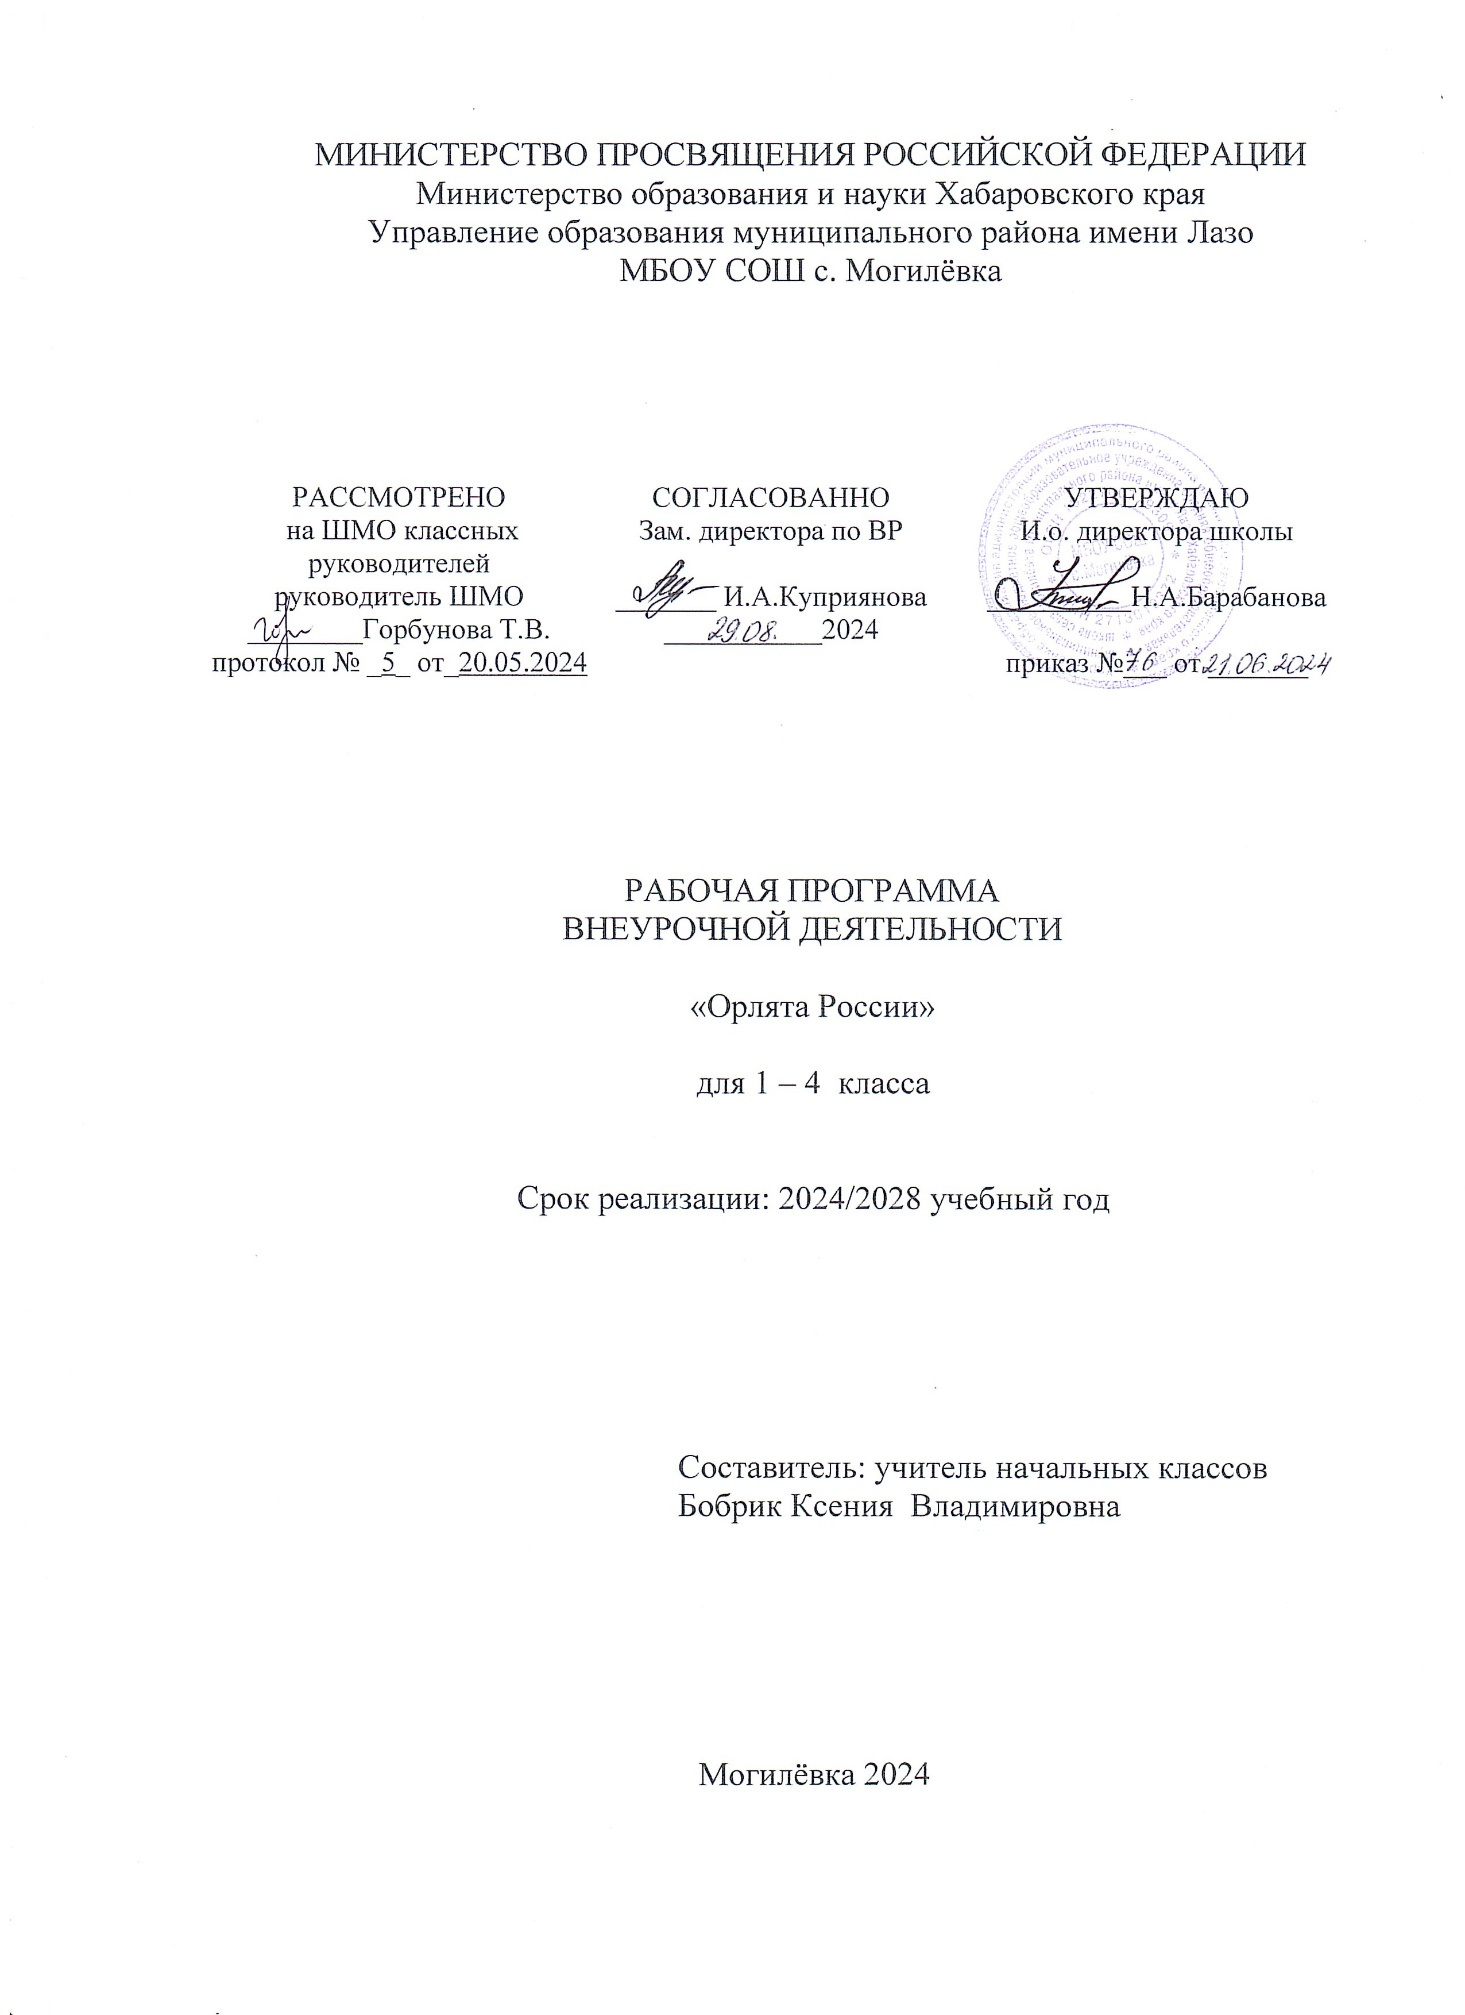 МИНИСТЕРСТВО ПРОСВЯЩЕНИЯ РОССИЙСКОЙ ФЕДЕРАЦИИ
Министерство образования и науки Хабаровского края
Управление образования муниципального района имени Лазо
МБОУ СОШ с. Могилёвка
РАССМОТРЕНО
на ШМО классных
руководителей
руководитель ШМО
Горбунова Т.В.
протокол № 5 от 20.05.2024
СОГЛАСОВАННО
Зам. директора по ВР
И.А.Куприянова
29.08. 2024
УТВЕРЖДАЮ
И.о. директора школы
Н.А.Барабанова
приказ №76 от 21.06.2024
РАБОЧАЯ ПРОГРАММА
ВНЕУРОЧНОЙ ДЕЯТЕЛЬНОСТИ
«Орлята России»
для 1 – 4 класса
Срок реализации: 2024/2028 учебный год
Составитель: учитель начальных классов
Бобрик Ксения Владимировна
Могилёвка 2024